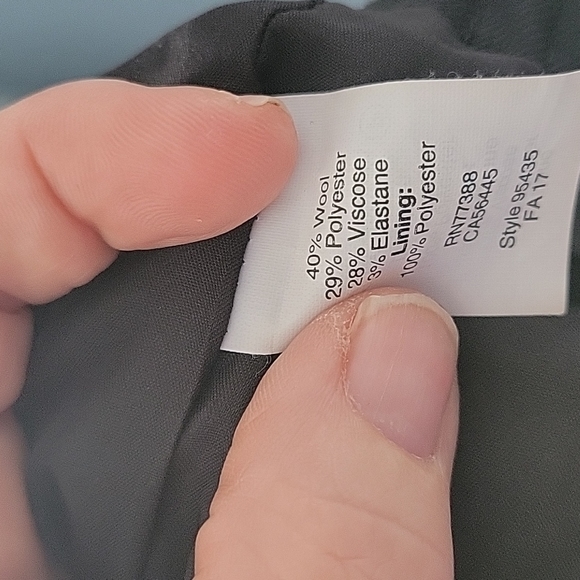 40% Wool
29% Polyester
28% Viscose
3% Elastane
Lining:
100% Polyester
RN77388
CA56445
Style 95435
FA 17